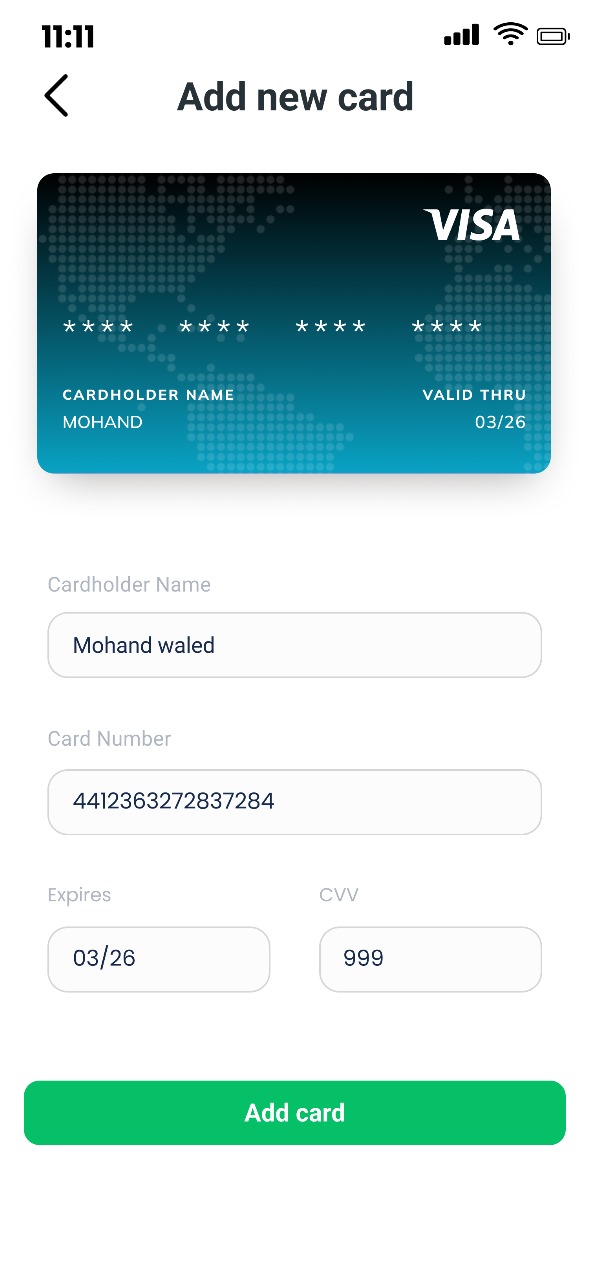 11:11
Add new card
VISA
**** **** **** ****
CARDHOLDER NAME VALID THRU
MOHAND 03/26
Cardholder Name
Mohand waled
Card Number
4412363272837284
Expires CVV
03/26 999
Add card